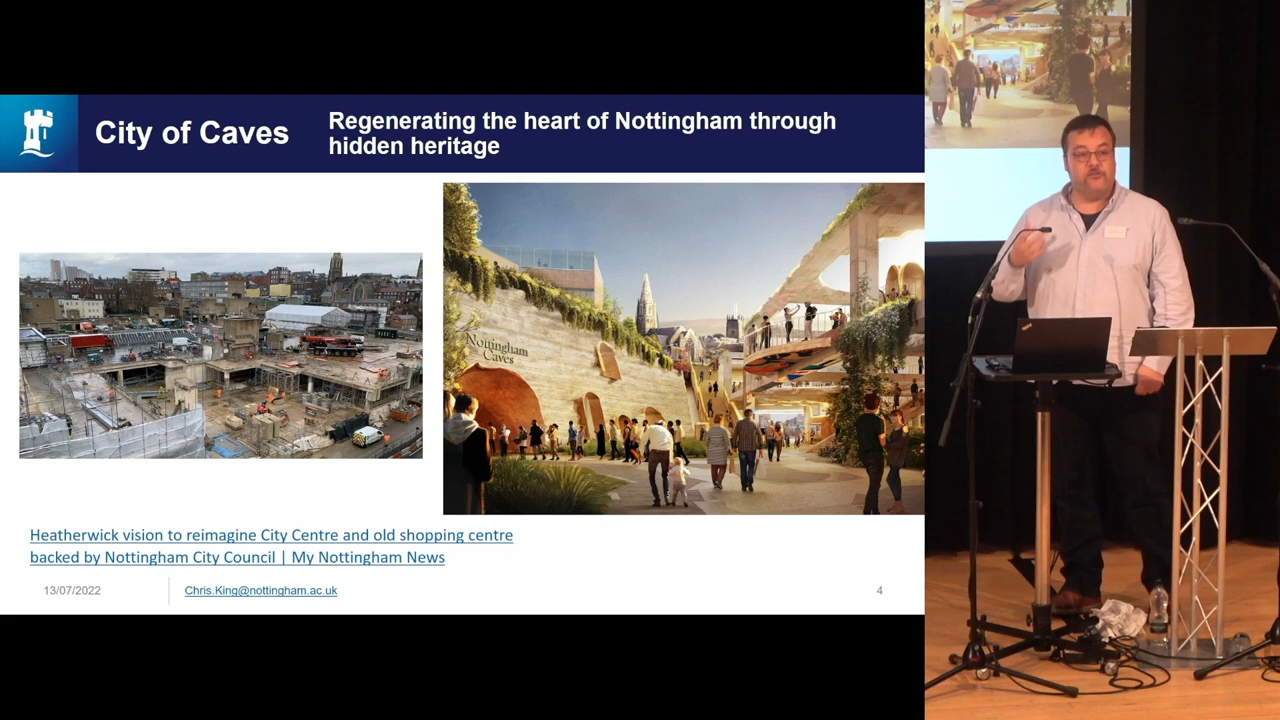 City of Caves
Regenerating the heart of Nottingham through
hidden heritage
Nottingham
Caves
Heatherwick vision to reimagine City Centre and old shopping centre
backed by Nottingham City Council | My Nottingham News
13/07/2022
Chris.King@nottingham.ac.uk
4